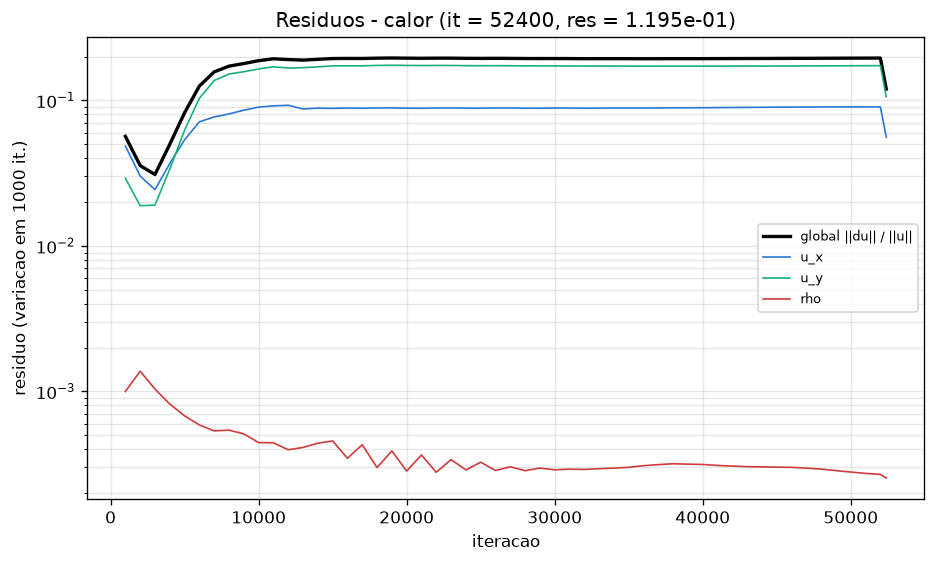 Residuos - calor (it = 52400, res = 1.195e-01)
residuo (variacao em 1000 it.)
10⁻¹
10⁻²
10⁻³
global ||du|| / ||u||
u_x
u_y
rho
0 10000 20000 30000 40000 50000
iteracao